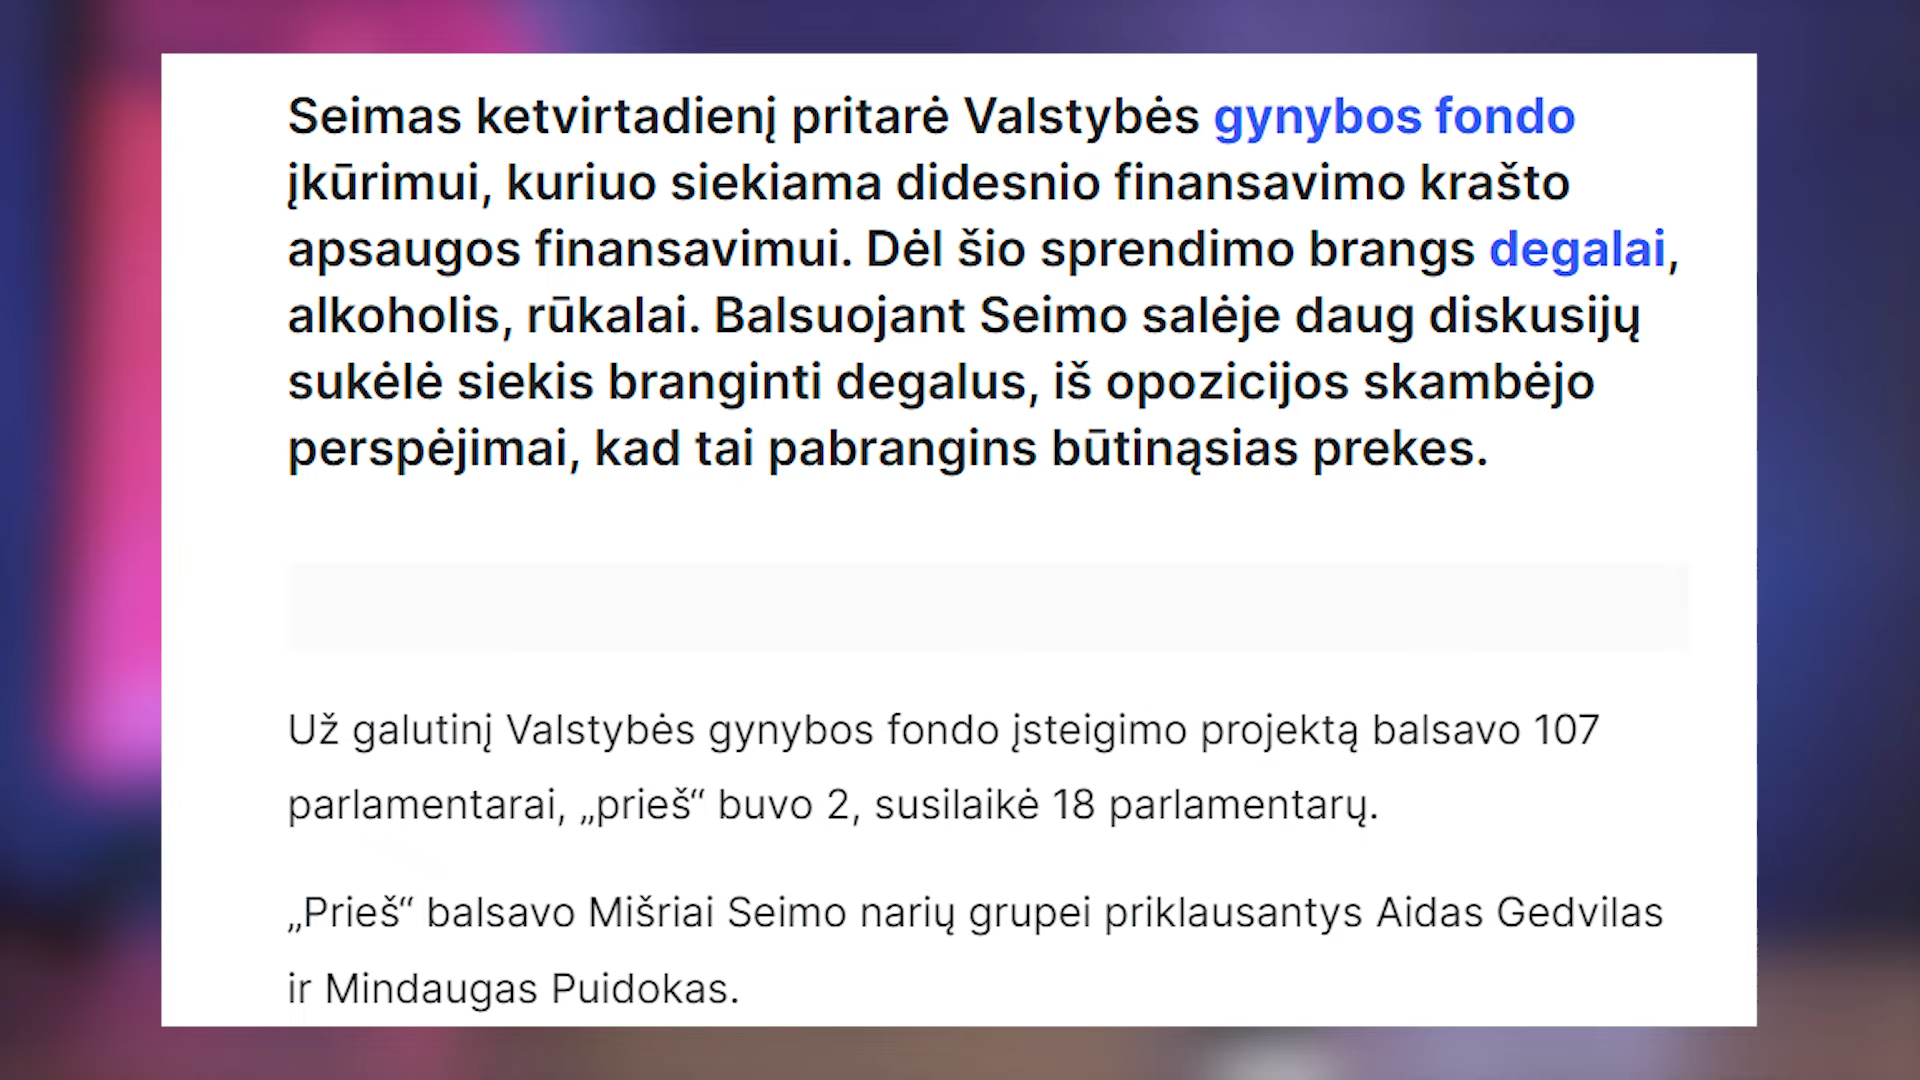 Seimas ketvirtadienį pritarė Valstybės gynybos fondo
įkūrimui, kuriuo siekiama didesnio finansavimo krašto
apsaugos finansavimui. Dėl šio sprendimo brangs degalai,
alkoholis, rūkalai. Balsuojant Seimo salėje daug diskusijų
sukėlė siekis branginti degalus, iš opozicijos skambėjo
perspėjimai, kad tai pabrangins būtinąsias prekes.
Už galutinį Valstybės gynybos fondo įsteigimo projektą balsavo 107
parlamentarai, „prieš“ buvo 2, susilaikė 18 parlamentarų.
„Prieš“ balsavo Mišriai Seimo narių grupei priklausantys Aidas Gedvilas
ir Mindaugas Puidokas.